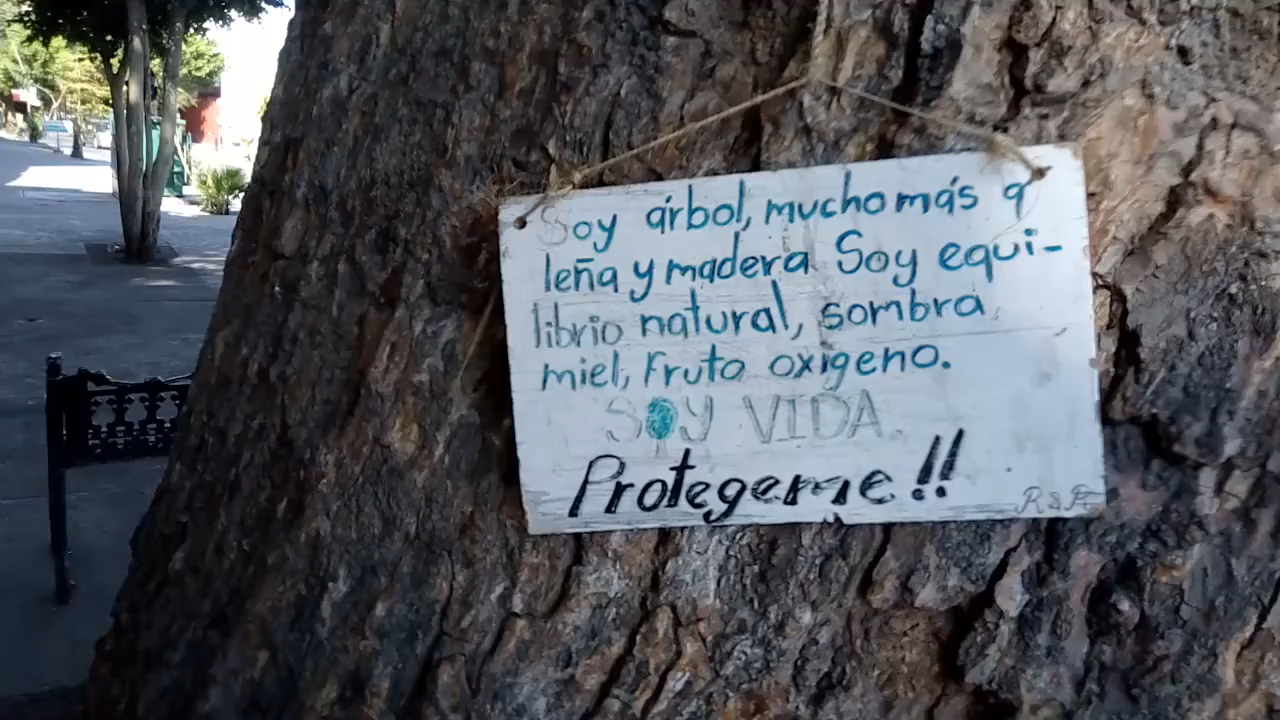 Soy árbol, mucho más q
leña y madera Soy equi-
librio natural, sombra,
miel, Fruto oxigeno.
SOY VIDA.
Protegeme!!